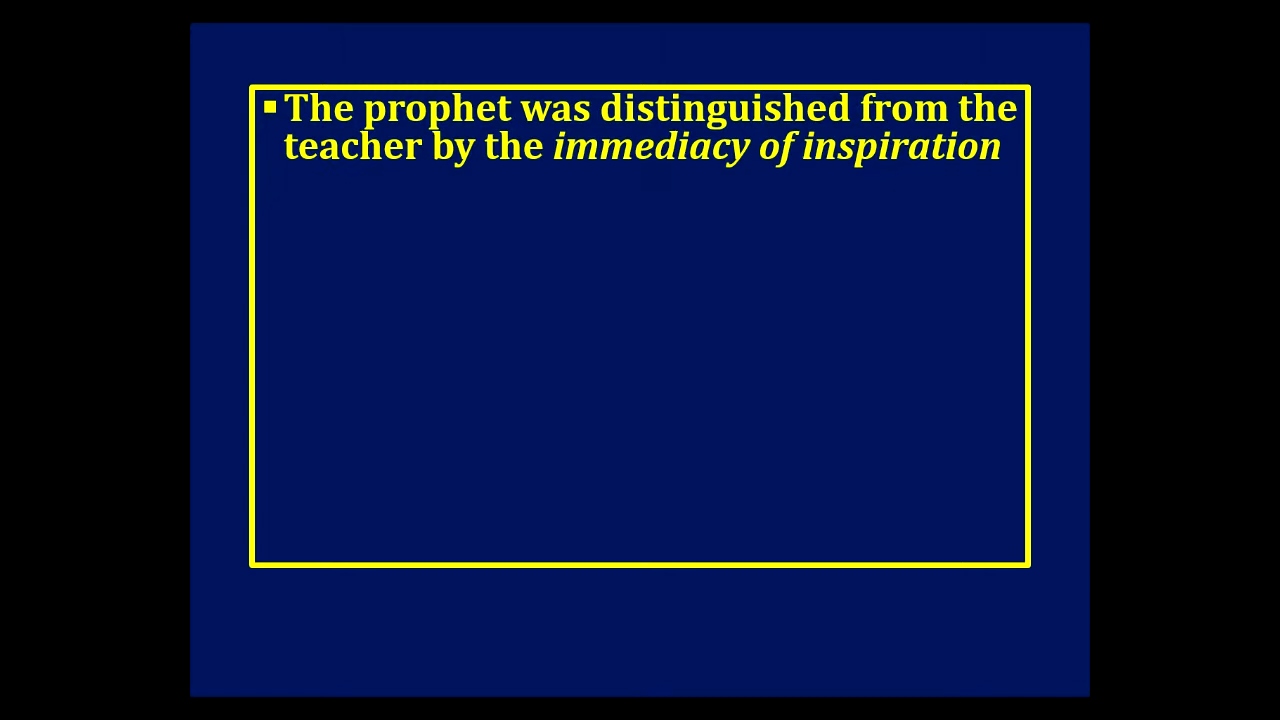 ▪ The prophet was distinguished from the
teacher by the immediacy of inspiration